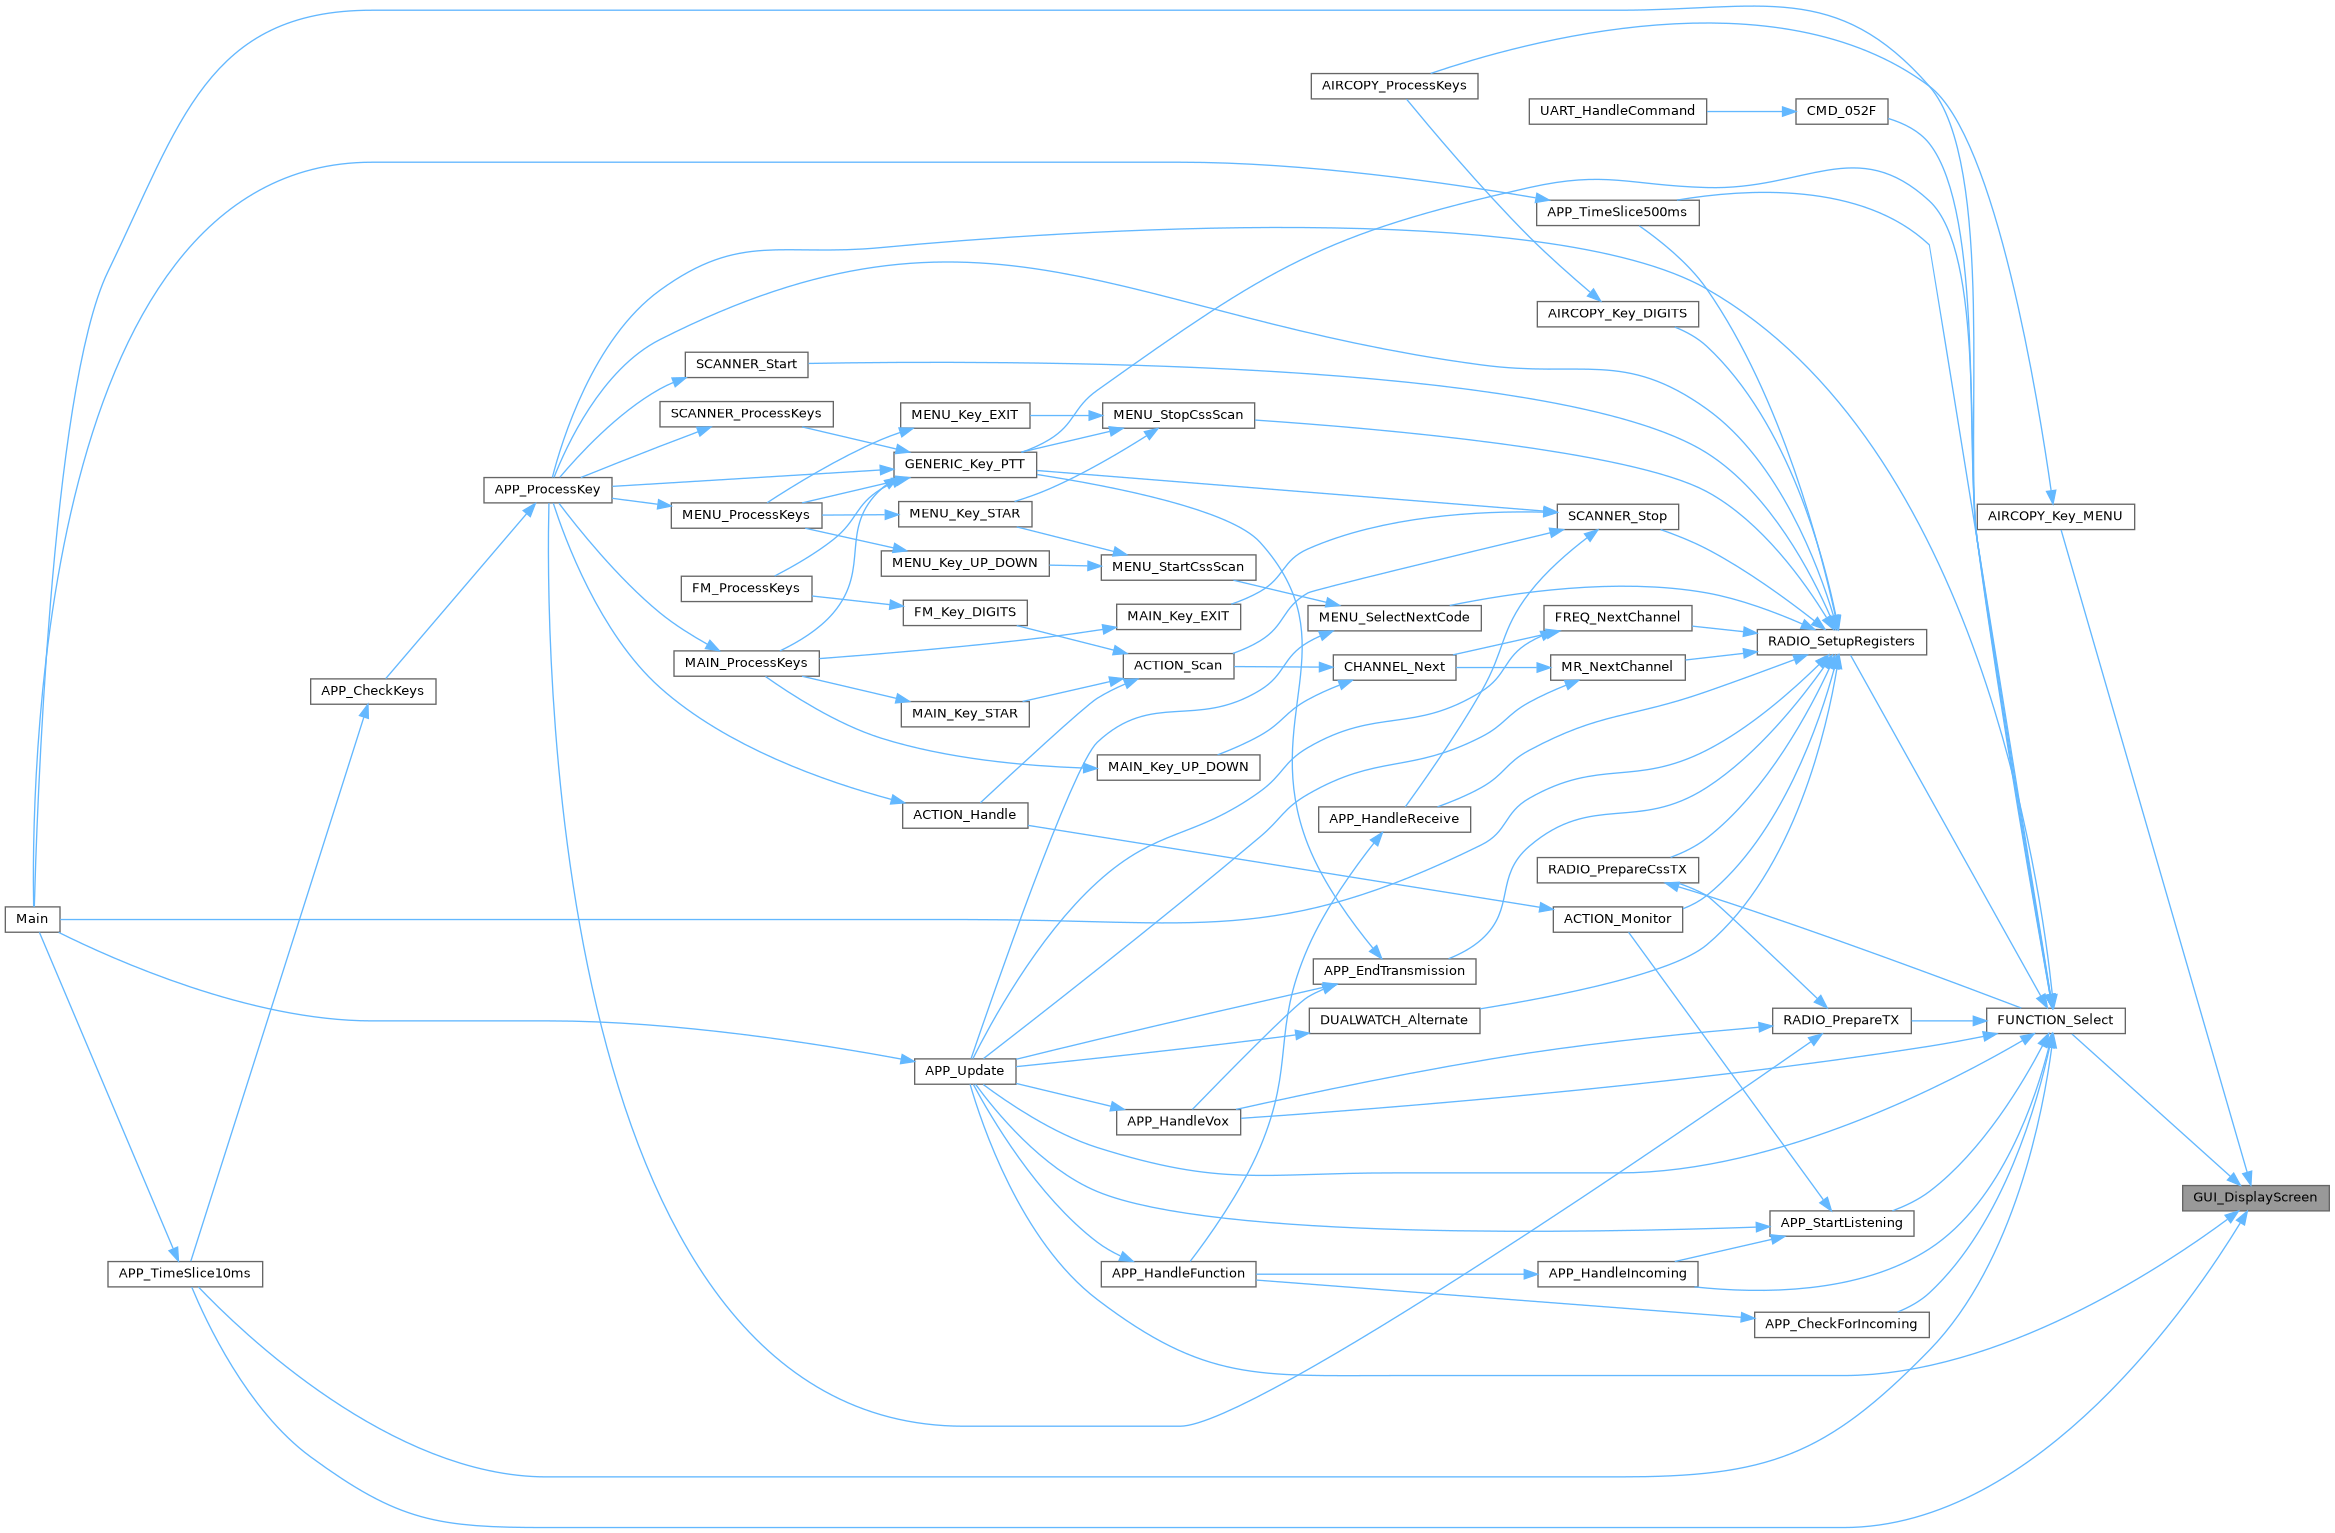 AIRCOPY_ProcessKeys
UART_HandleCommand
CMD_052F
APP_TimeSlice500ms
AIRCOPY_Key_DIGITS
SCANNER_Start
SCANNER_ProcessKeys
MENU_Key_EXIT
MENU_StopCssScan
GENERIC_Key_PTT
APP_ProcessKey
MENU_ProcessKeys
MENU_Key_STAR
SCANNER_Stop
AIRCOPY_Key_MENU
MENU_Key_UP_DOWN
MENU_StartCssScan
FM_ProcessKeys
FM_Key_DIGITS
MAIN_Key_EXIT
MENU_SelectNextCode
FREQ_NextChannel
RADIO_SetupRegisters
MAIN_ProcessKeys
ACTION_Scan
CHANNEL_Next
MR_NextChannel
APP_CheckKeys
MAIN_Key_STAR
MAIN_Key_UP_DOWN
ACTION_Handle
APP_HandleReceive
RADIO_PrepareCssTX
Main
ACTION_Monitor
APP_EndTransmission
DUALWATCH_Alternate
RADIO_PrepareTX
FUNCTION_Select
APP_Update
APP_HandleVox
GUI_DisplayScreen
APP_StartListening
APP_TimeSlice10ms
APP_HandleFunction
APP_HandleIncoming
APP_CheckForIncoming